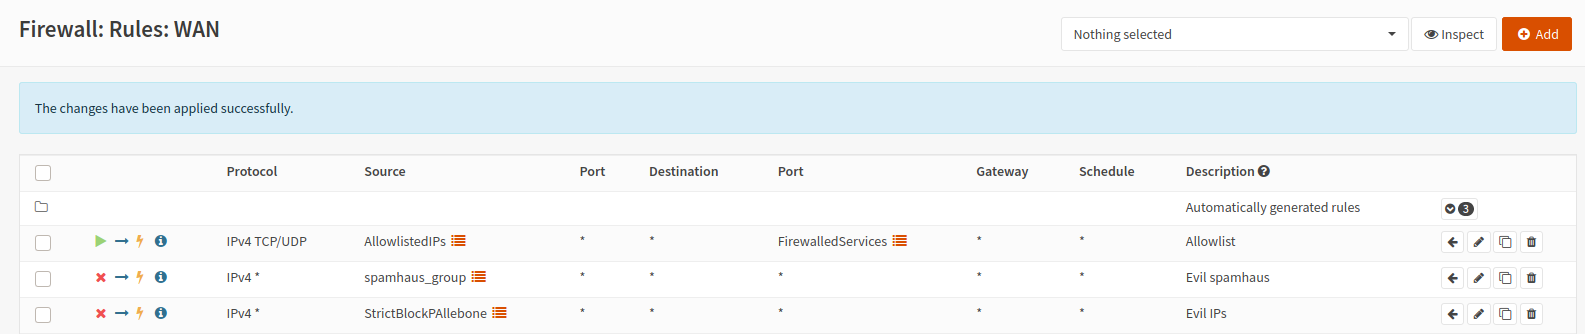 Firewall: Rules: WAN
Nothing selected
Inspect
Add
The changes have been applied successfully.
Protocol Source Port Destination Port Gateway Schedule Description
Automatically generated rules 3
IPv4 TCP/UDP AllowlistedIPs * * FirewalledServices * * Allowlist
IPv4 * spamhaus_group * * * * * Evil spamhaus
IPv4 * StrictBlockPAllebone * * * * * Evil IPs